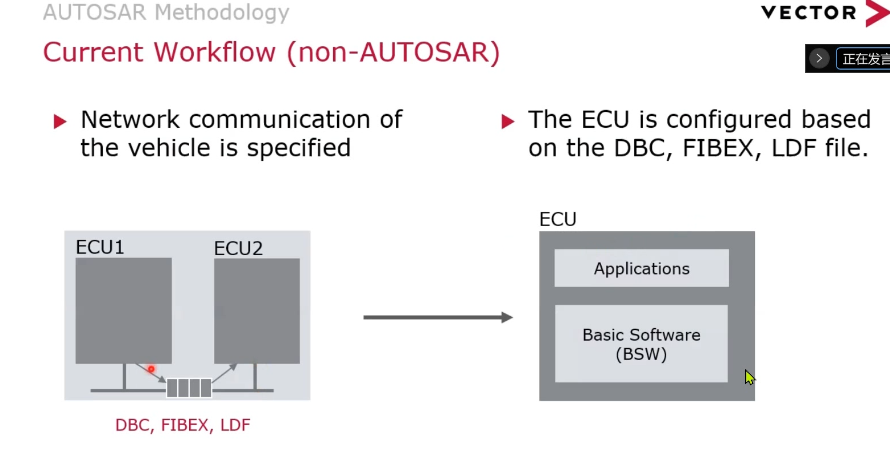 AUTOSAR Methodology
VECTOR
Current Workflow (non-AUTOSAR)
正在发言
Network communication of
the vehicle is specified
The ECU is configured based
on the DBC, FIBEX, LDF file.
ECU1
ECU2
DBC, FIBEX, LDF
ECU
Applications
Basic Software
(BSW)